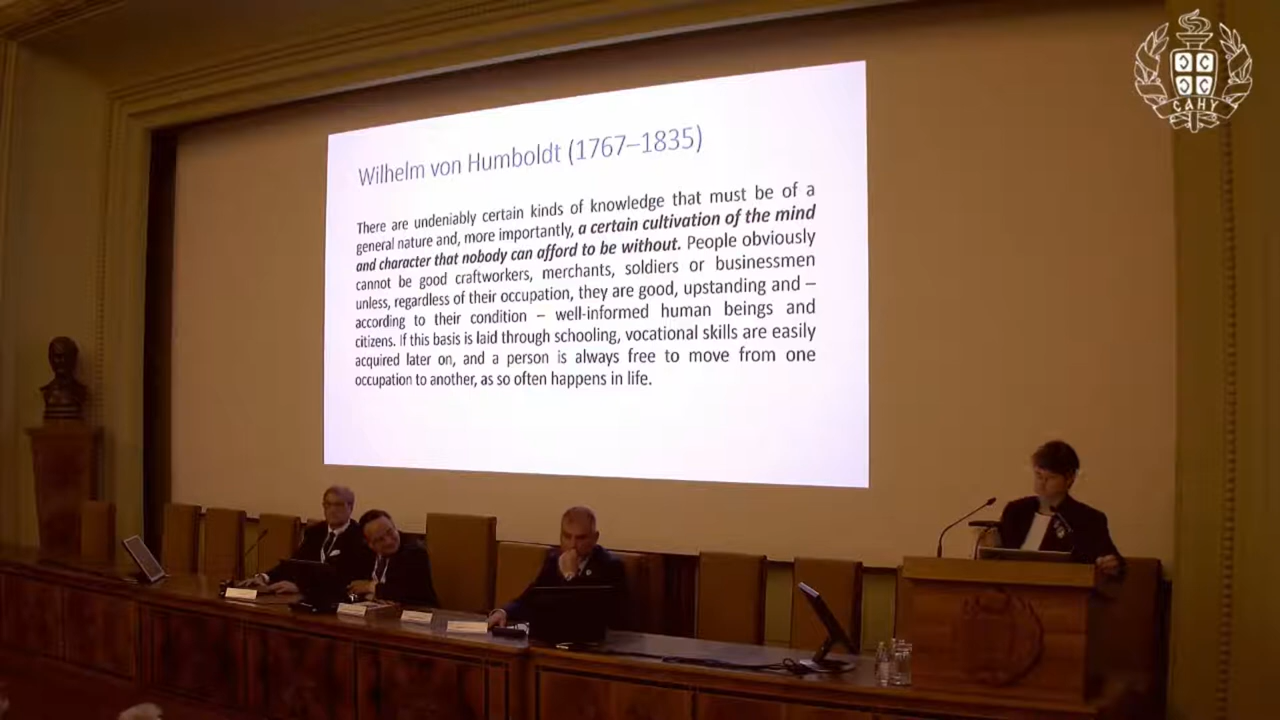 Wilhelm von Humboldt (1767–1835)
There are undeniably certain kinds of knowledge that must be of a
general nature and, more importantly, a certain cultivation of the mind
and character that nobody can afford to be without. People obviously
cannot be good craftworkers, merchants, soldiers or businessmen
unless, regardless of their occupation, they are good, upstanding and –
according to their condition – well-informed human beings and
citizens. If this basis is laid through schooling, vocational skills are easily
acquired later on, and a person is always free to move from one
occupation to another, as so often happens in life.
САНУ